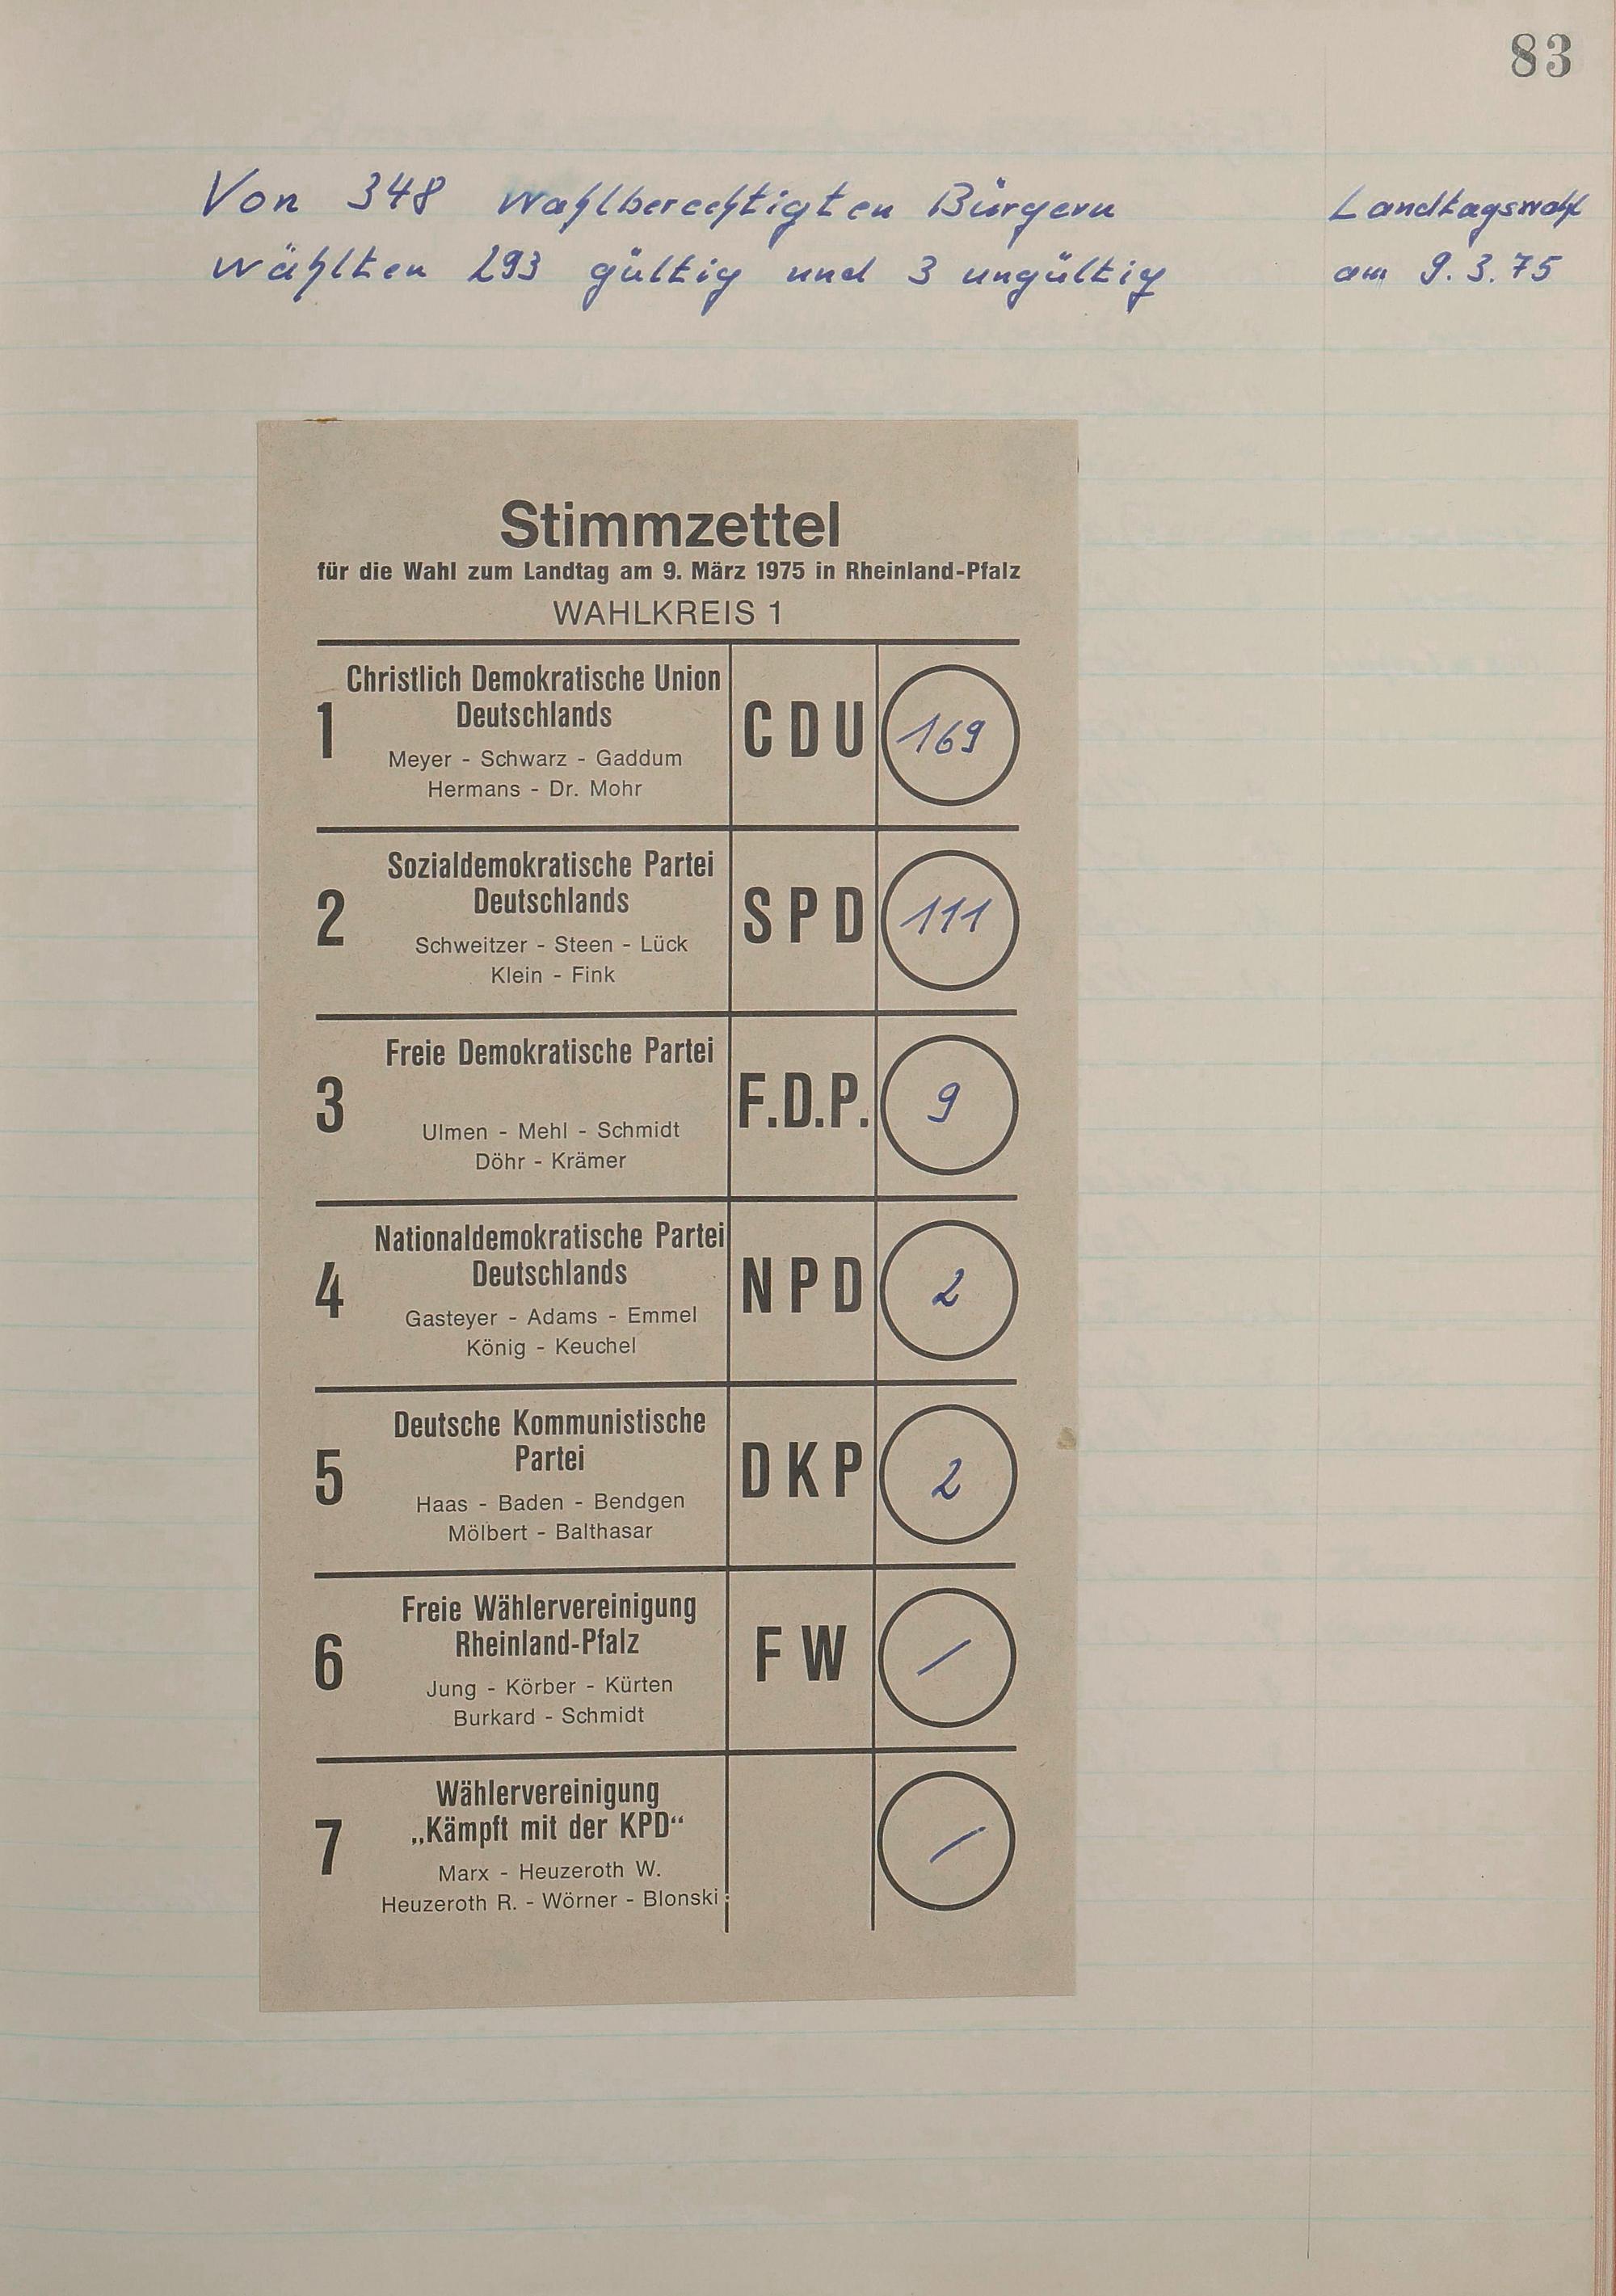 83
Von 348 wahlberechtigten Bürgern
wählten 293 gültig und 3 ungültig
Landtagswahl
am 9.3.75
Stimmzettel
für die Wahl zum Landtag am 9. März 1975 in Rheinland-Pfalz
WAHLKREIS 1
1 Christlich Demokratische Union
Deutschlands
Meyer - Schwarz - Gaddum
Hermans - Dr. Mohr
CDU 169
2 Sozialdemokratische Partei
Deutschlands
Schweitzer - Steen - Lück
Klein - Fink
SPD 111
3 Freie Demokratische Partei
Ulmen - Mehl - Schmidt
Döhr - Krämer
F.D.P. 9
4 Nationaldemokratische Partei
Deutschlands
Gasteyer - Adams - Emmel
König - Keuchel
NPD 2
5 Deutsche Kommunistische
Partei
Haas - Baden - Bendgen
Mölbert - Balthasar
DKP 2
6 Freie Wählervereinigung
Rheinland-Pfalz
Jung - Körber - Kürten
Burkard - Schmidt
FW /
7 Wählervereinigung
„Kämpft mit der KPD“
Marx - Heuzeroth W.
Heuzeroth R. - Wörner - Blonski
/